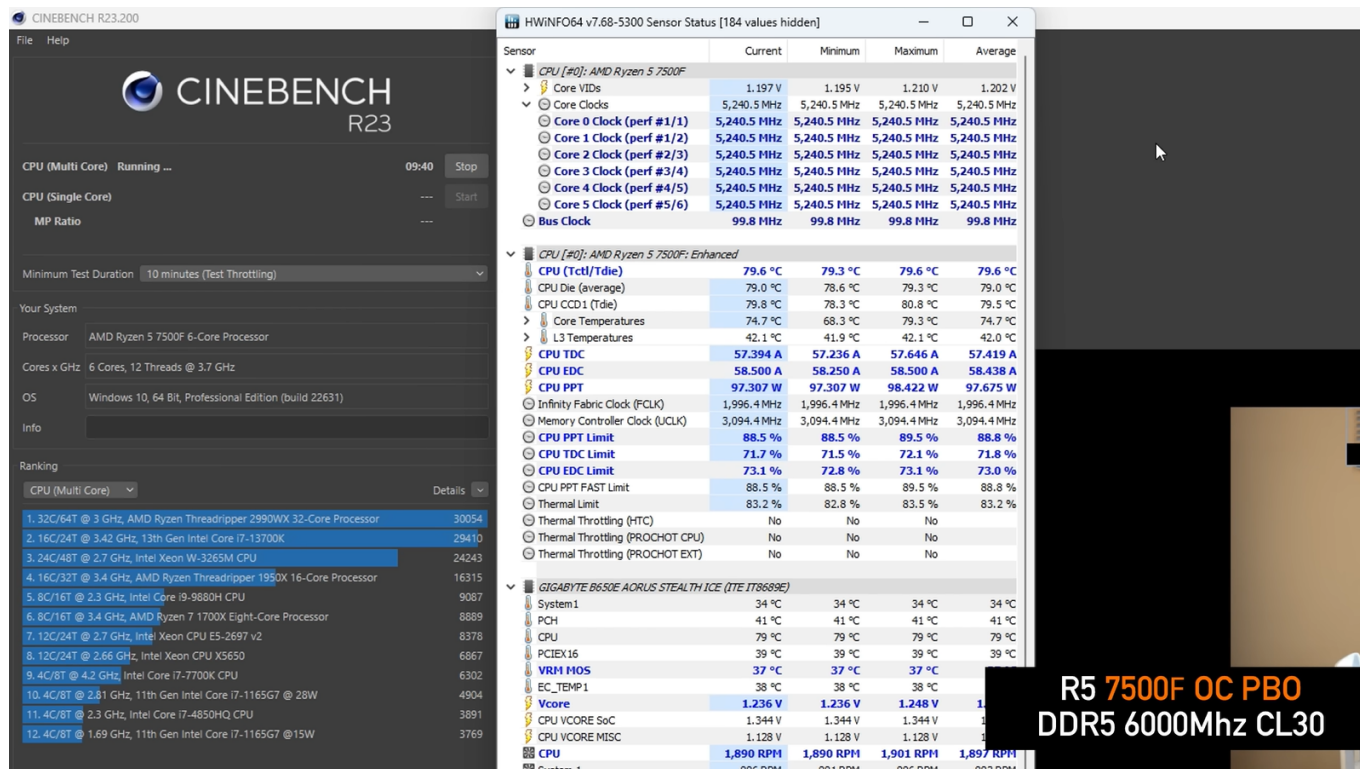 CINEBENCH R23.200
File Help
CINEBENCH
R23
CPU (Multi Core) Running ... 09:40 Stop
CPU (Single Core) --- Start
MP Ratio ---
Minimum Test Duration 10 minutes (Test Throttling)
Your System
Processor AMD Ryzen 5 7500F 6-Core Processor
Cores x GHz 6 Cores, 12 Threads @ 3.7 GHz
OS Windows 10, 64 Bit, Professional Edition (build 22631)
Info
Ranking
CPU (Multi Core) Details
1. 32C/64T @ 3 GHz, AMD Ryzen Threadripper 2990WX 32-Core Processor 30054
2. 16C/24T @ 3.42 GHz, 13th Gen Intel Core i7-13700K 29410
3. 24C/48T @ 2.7 GHz, Intel Xeon W-3265M CPU 24243
4. 16C/32T @ 3.4 GHz, AMD Ryzen Threadripper 1950X 16-Core Processor 16315
5. 8C/16T @ 2.3 GHz, Intel Core i9-9880H CPU 9087
6. 8C/16T @ 3.4 GHz, AMD Ryzen 7 1700X Eight-Core Processor 8889
7. 12C/24T @ 2.7 GHz, Intel Xeon CPU E5-2697 v2 8378
8. 12C/24T @ 2.66 GHz, Intel Xeon CPU X5650 6867
9. 4C/8T @ 4.2 GHz, Intel Core i7-7700K CPU 6302
10. 4C/8T @ 2.81 GHz, 11th Gen Intel Core i7-1165G7 @ 28W 4904
11. 4C/8T @ 2.3 GHz, Intel Core i7-4850HQ CPU 3891
12. 4C/8T @ 1.69 GHz, 11th Gen Intel Core i7-1165G7 @15W 3769
HWiNFO64 v7.68-5300 Sensor Status [184 values hidden]
Sensor Current Minimum Maximum Average
CPU [#0]: AMD Ryzen 5 7500F
Core VIDs 1.197 V 1.195 V 1.210 V 1.202 V
Core Clocks 5,240.5 MHz 5,240.5 MHz 5,240.5 MHz 5,240.5 MHz
Core 0 Clock (perf #1/1) 5,240.5 MHz 5,240.5 MHz 5,240.5 MHz 5,240.5 MHz
Core 1 Clock (perf #1/2) 5,240.5 MHz 5,240.5 MHz 5,240.5 MHz 5,240.5 MHz
Core 2 Clock (perf #2/3) 5,240.5 MHz 5,240.5 MHz 5,240.5 MHz 5,240.5 MHz
Core 3 Clock (perf #3/4) 5,240.5 MHz 5,240.5 MHz 5,240.5 MHz 5,240.5 MHz
Core 4 Clock (perf #4/5) 5,240.5 MHz 5,240.5 MHz 5,240.5 MHz 5,240.5 MHz
Core 5 Clock (perf #5/6) 5,240.5 MHz 5,240.5 MHz 5,240.5 MHz 5,240.5 MHz
Bus Clock 99.8 MHz 99.8 MHz 99.8 MHz 99.8 MHz
CPU [#0]: AMD Ryzen 5 7500F: Enhanced
CPU (Tctl/Tdie) 79.6 °C 79.3 °C 79.6 °C 79.6 °C
CPU Die (average) 79.0 °C 78.6 °C 79.3 °C 79.0 °C
CPU CCD1 (Tdie) 79.8 °C 78.3 °C 80.8 °C 79.5 °C
Core Temperatures 74.7 °C 68.3 °C 79.3 °C 74.7 °C
L3 Temperatures 42.1 °C 41.9 °C 42.1 °C 42.0 °C
CPU TDC 57.394 A 57.236 A 57.646 A 57.419 A
CPU EDC 58.500 A 58.250 A 58.500 A 58.438 A
CPU PPT 97.307 W 97.307 W 98.422 W 97.675 W
Infinity Fabric Clock (FCLK) 1,996.4 MHz 1,996.4 MHz 1,996.4 MHz 1,996.4 MHz
Memory Controller Clock (UCLK) 3,094.4 MHz 3,094.4 MHz 3,094.4 MHz 3,094.4 MHz
CPU PPT Limit 88.5 % 88.5 % 89.5 % 88.8 %
CPU TDC Limit 71.7 % 71.5 % 72.1 % 71.8 %
CPU EDC Limit 73.1 % 72.8 % 73.1 % 73.0 %
CPU PPT FAST Limit 88.5 % 88.5 % 89.5 % 88.8 %
Thermal Limit 83.2 % 82.8 % 83.5 % 83.2 %
Thermal Throttling (HTC) No No No
Thermal Throttling (PROCHOT CPU) No No No
Thermal Throttling (PROCHOT EXT) No No No
GIGABYTE B650E AORUS STEALTH ICE (ITE IT8689E)
System1 34 °C 34 °C 34 °C 34 °C
PCH 41 °C 41 °C 41 °C 41 °C
CPU 79 °C 79 °C 79 °C 79 °C
PCIEX16 39 °C 39 °C 39 °C 39 °C
VRM MOS 37 °C 37 °C 37 °C
EC_TEMP1 38 °C 38 °C 38 °C
Vcore 1.236 V 1.236 V 1.248 V 1.
CPU VCORE SoC 1.344 V 1.344 V 1.344 V
CPU VCORE MISC 1.128 V 1.128 V 1.128 V
CPU 1,890 RPM 1,890 RPM 1,901 RPM 1,897 RPM
R5 7500F OC PBO
DDR5 6000Mhz CL30